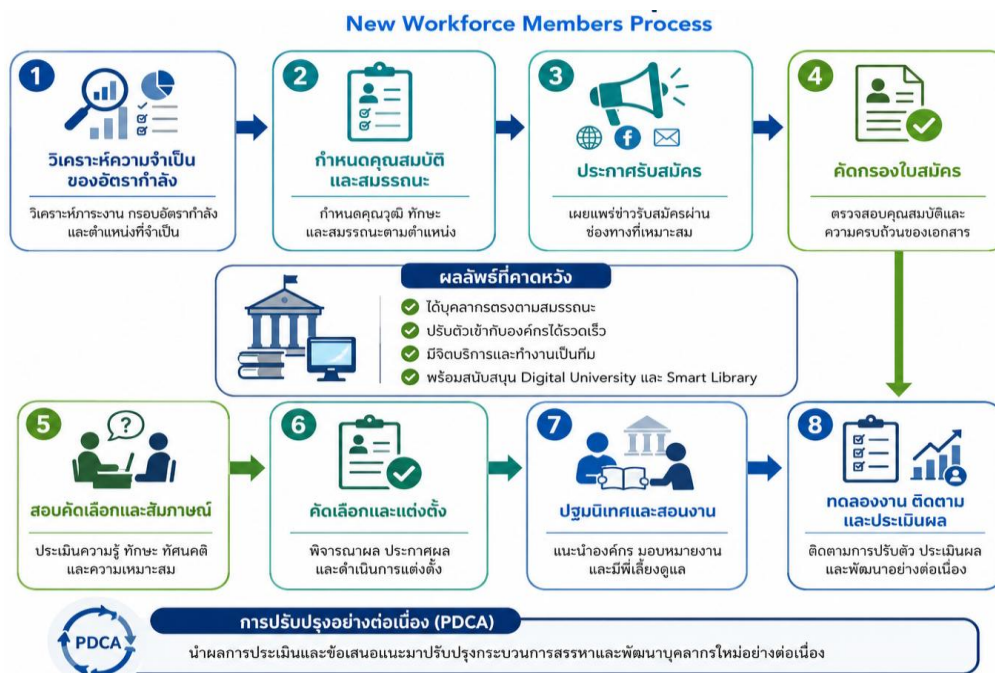 New Workforce Members Process
1
วิเคราะห์ความจำเป็น
ของอัตรากำลัง
วิเคราะห์ภาระงาน กรอบอัตรากำลัง
และตำแหน่งที่จำเป็น
2
กำหนดคุณสมบัติ
และสมรรถนะ
กำหนดคุณวุฒิ ทักษะ
และสมรรถนะตามตำแหน่ง
3
ประกาศรับสมัคร
เผยแพร่ข่าวรับสมัครผ่าน
ช่องทางที่เหมาะสม
4
คัดกรองใบสมัคร
ตรวจสอบคุณสมบัติและ
ความครบถ้วนของเอกสาร
ผลลัพธ์ที่คาดหวัง
ได้บุคลากรตรงตามสมรรถนะ
ปรับตัวเข้ากับองค์กรได้รวดเร็ว
มีจิตบริการและทำงานเป็นทีม
พร้อมสนับสนุน Digital University และ Smart Library
5
?
สอบคัดเลือกและสัมภาษณ์
ประเมินความรู้ ทักษะ ทัศนคติ
และความเหมาะสม
6
คัดเลือกและแต่งตั้ง
พิจารณาผล ประกาศผล
และดำเนินการแต่งตั้ง
7
ปฐมนิเทศและสอนงาน
แนะนำองค์กร มอบหมายงาน
และมีพี่เลี้ยงดูแล
8
ทดลองงาน ติดตาม
และประเมินผล
ติดตามการปรับตัว ประเมินผล
และพัฒนาอย่างต่อเนื่อง
PDCA
การปรับปรุงอย่างต่อเนื่อง (PDCA)
นำผลการประเมินและข้อเสนอแนะมาปรับปรุงกระบวนการสรรหาและพัฒนาบุคลากรใหม่อย่างต่อเนื่อง